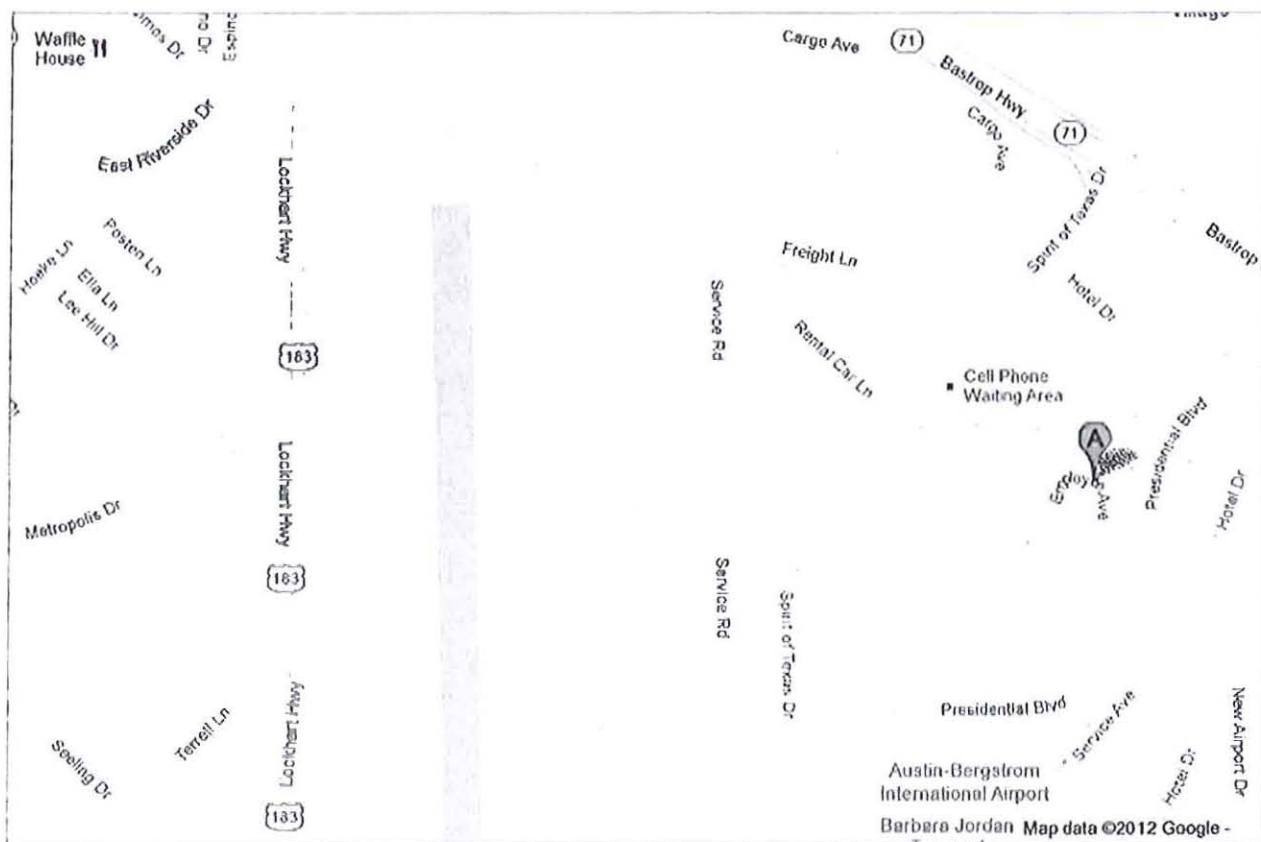 Waffle
House
Cargo Ave
71
Bastrop Hwy
Cargo Ave
71
East Riverside Dr
Lockhart Hwy
Spirit of Texas Dr
Bastrop
Posten Ln
Ella Ln
Lee Hill Dr
Freight Ln
Hotel Dr
Service Rd
183
Rental Car Ln
Cell Phone
Waiting Area
Presidential Blvd
A
Lockhart Hwy
Ave
Hotel Dr
Metropolis Dr
183
Service Rd
Spirit of Texas Dr
Lockhart Hwy
Terrell Ln
Seeling Dr
183
Presidential Blvd
Service Ave
New Airport Dr
Hotel Dr
Austin-Bergstrom
International Airport
Barbara Jordan
Map data ©2012 Google -